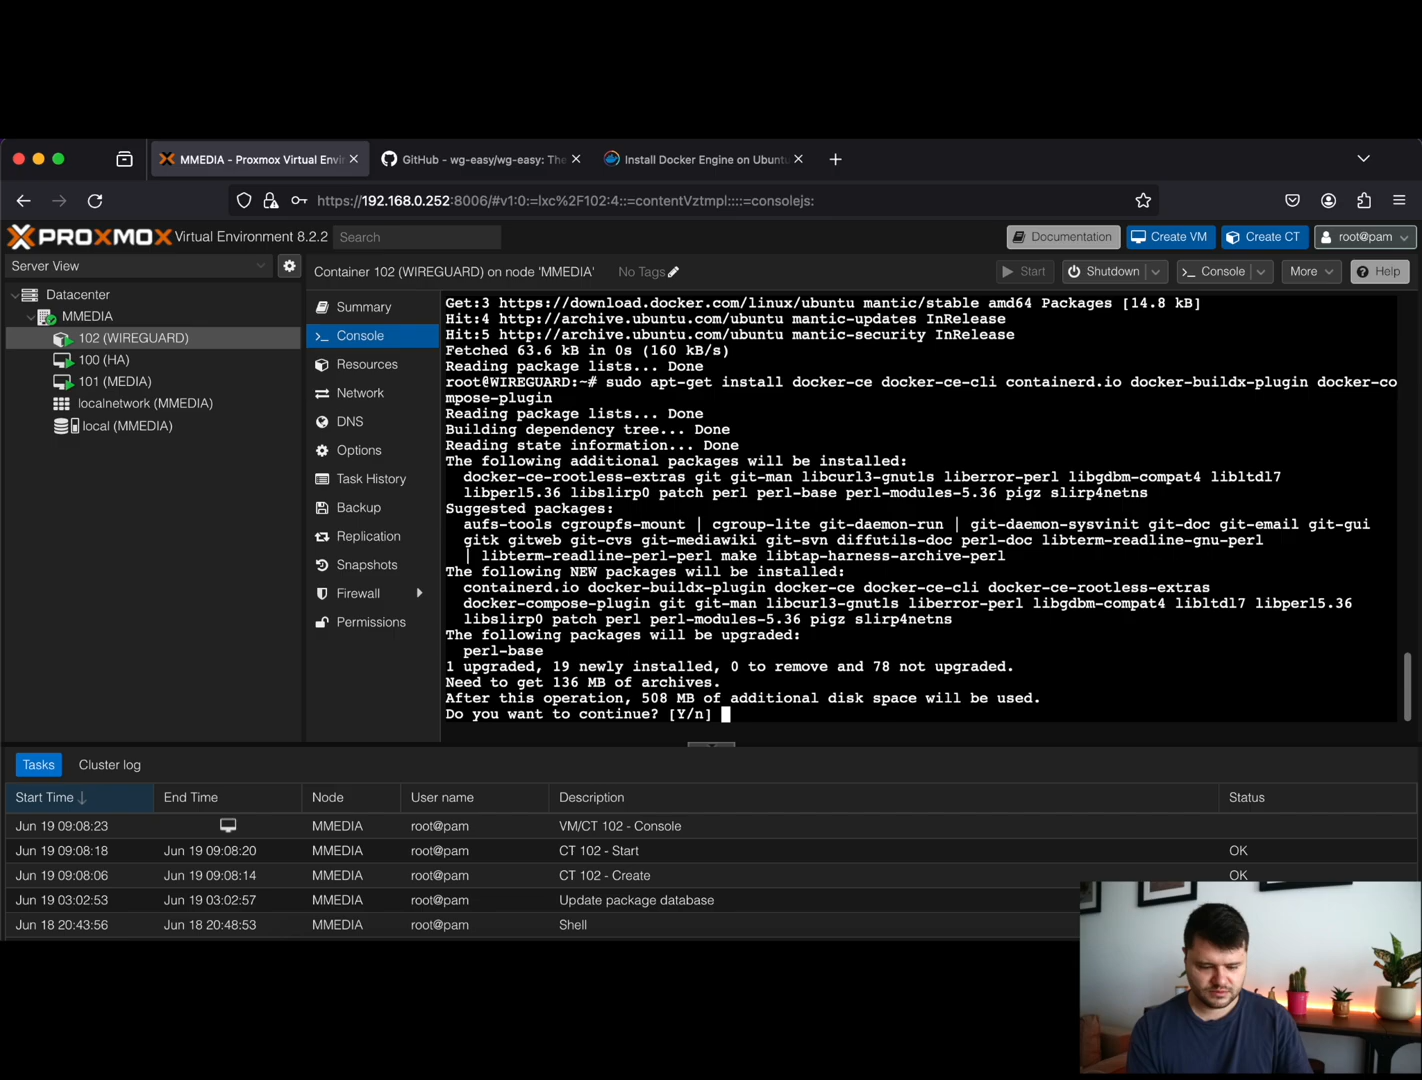 MMEDIA - Proxmox Virtual Envir
GitHub - wg-easy/wg-easy: The
Install Docker Engine on Ubuntu
https://192.168.0.252:8006/#v1:0:=lxc%2F102:4::=contentVztmpl::::=consolejs:
PROXMOX Virtual Environment 8.2.2
Search
Documentation
Create VM
Create CT
root@pam
Server View
Container 102 (WIREGUARD) on node 'MMEDIA'
No Tags
Start
Shutdown
Console
More
Help
Datacenter
MMEDIA
102 (WIREGUARD)
100 (HA)
101 (MEDIA)
localnetwork (MMEDIA)
local (MMEDIA)
Summary
Console
Resources
Network
DNS
Options
Task History
Backup
Replication
Snapshots
Firewall
Permissions
Get:3 https://download.docker.com/linux/ubuntu mantic/stable amd64 Packages [14.8 kB]
Hit:4 http://archive.ubuntu.com/ubuntu mantic-updates InRelease
Hit:5 http://archive.ubuntu.com/ubuntu mantic-security InRelease
Fetched 63.6 kB in 0s (160 kB/s)
Reading package lists... Done
root@WIREGUARD:~# sudo apt-get install docker-ce docker-ce-cli containerd.io docker-buildx-plugin docker-co
mpose-plugin
Reading package lists... Done
Building dependency tree... Done
Reading state information... Done
The following additional packages will be installed:
docker-ce-rootless-extras git git-man libcurl3-gnutls liberror-perl libgdbm-compat4 libltdl7
libperl5.36 libslirp0 patch perl perl-base perl-modules-5.36 pigz slirp4netns
Suggested packages:
aufs-tools cgroupfs-mount | cgroup-lite git-daemon-run | git-daemon-sysvinit git-doc git-email git-gui
gitk gitweb git-cvs git-mediawiki git-svn diffutils-doc perl-doc libterm-readline-gnu-perl
| libterm-readline-perl-perl make libtap-harness-archive-perl
The following NEW packages will be installed:
containerd.io docker-buildx-plugin docker-ce docker-ce-cli docker-ce-rootless-extras
docker-compose-plugin git git-man libcurl3-gnutls liberror-perl libgdbm-compat4 libltdl7 libperl5.36
libslirp0 patch perl perl-modules-5.36 pigz slirp4netns
The following packages will be upgraded:
perl-base
1 upgraded, 19 newly installed, 0 to remove and 78 not upgraded.
Need to get 136 MB of archives.
After this operation, 508 MB of additional disk space will be used.
Do you want to continue? [Y/n]
Tasks
Cluster log
Start Time
End Time
Node
User name
Description
Status
Jun 19 09:08:23 MMEDIA root@pam VM/CT 102 - Console
Jun 19 09:08:18 Jun 19 09:08:20 MMEDIA root@pam CT 102 - Start OK
Jun 19 09:08:06 Jun 19 09:08:14 MMEDIA root@pam CT 102 - Create OK
Jun 19 03:02:53 Jun 19 03:02:57 MMEDIA root@pam Update package database
Jun 18 20:43:56 Jun 18 20:48:53 MMEDIA root@pam Shell